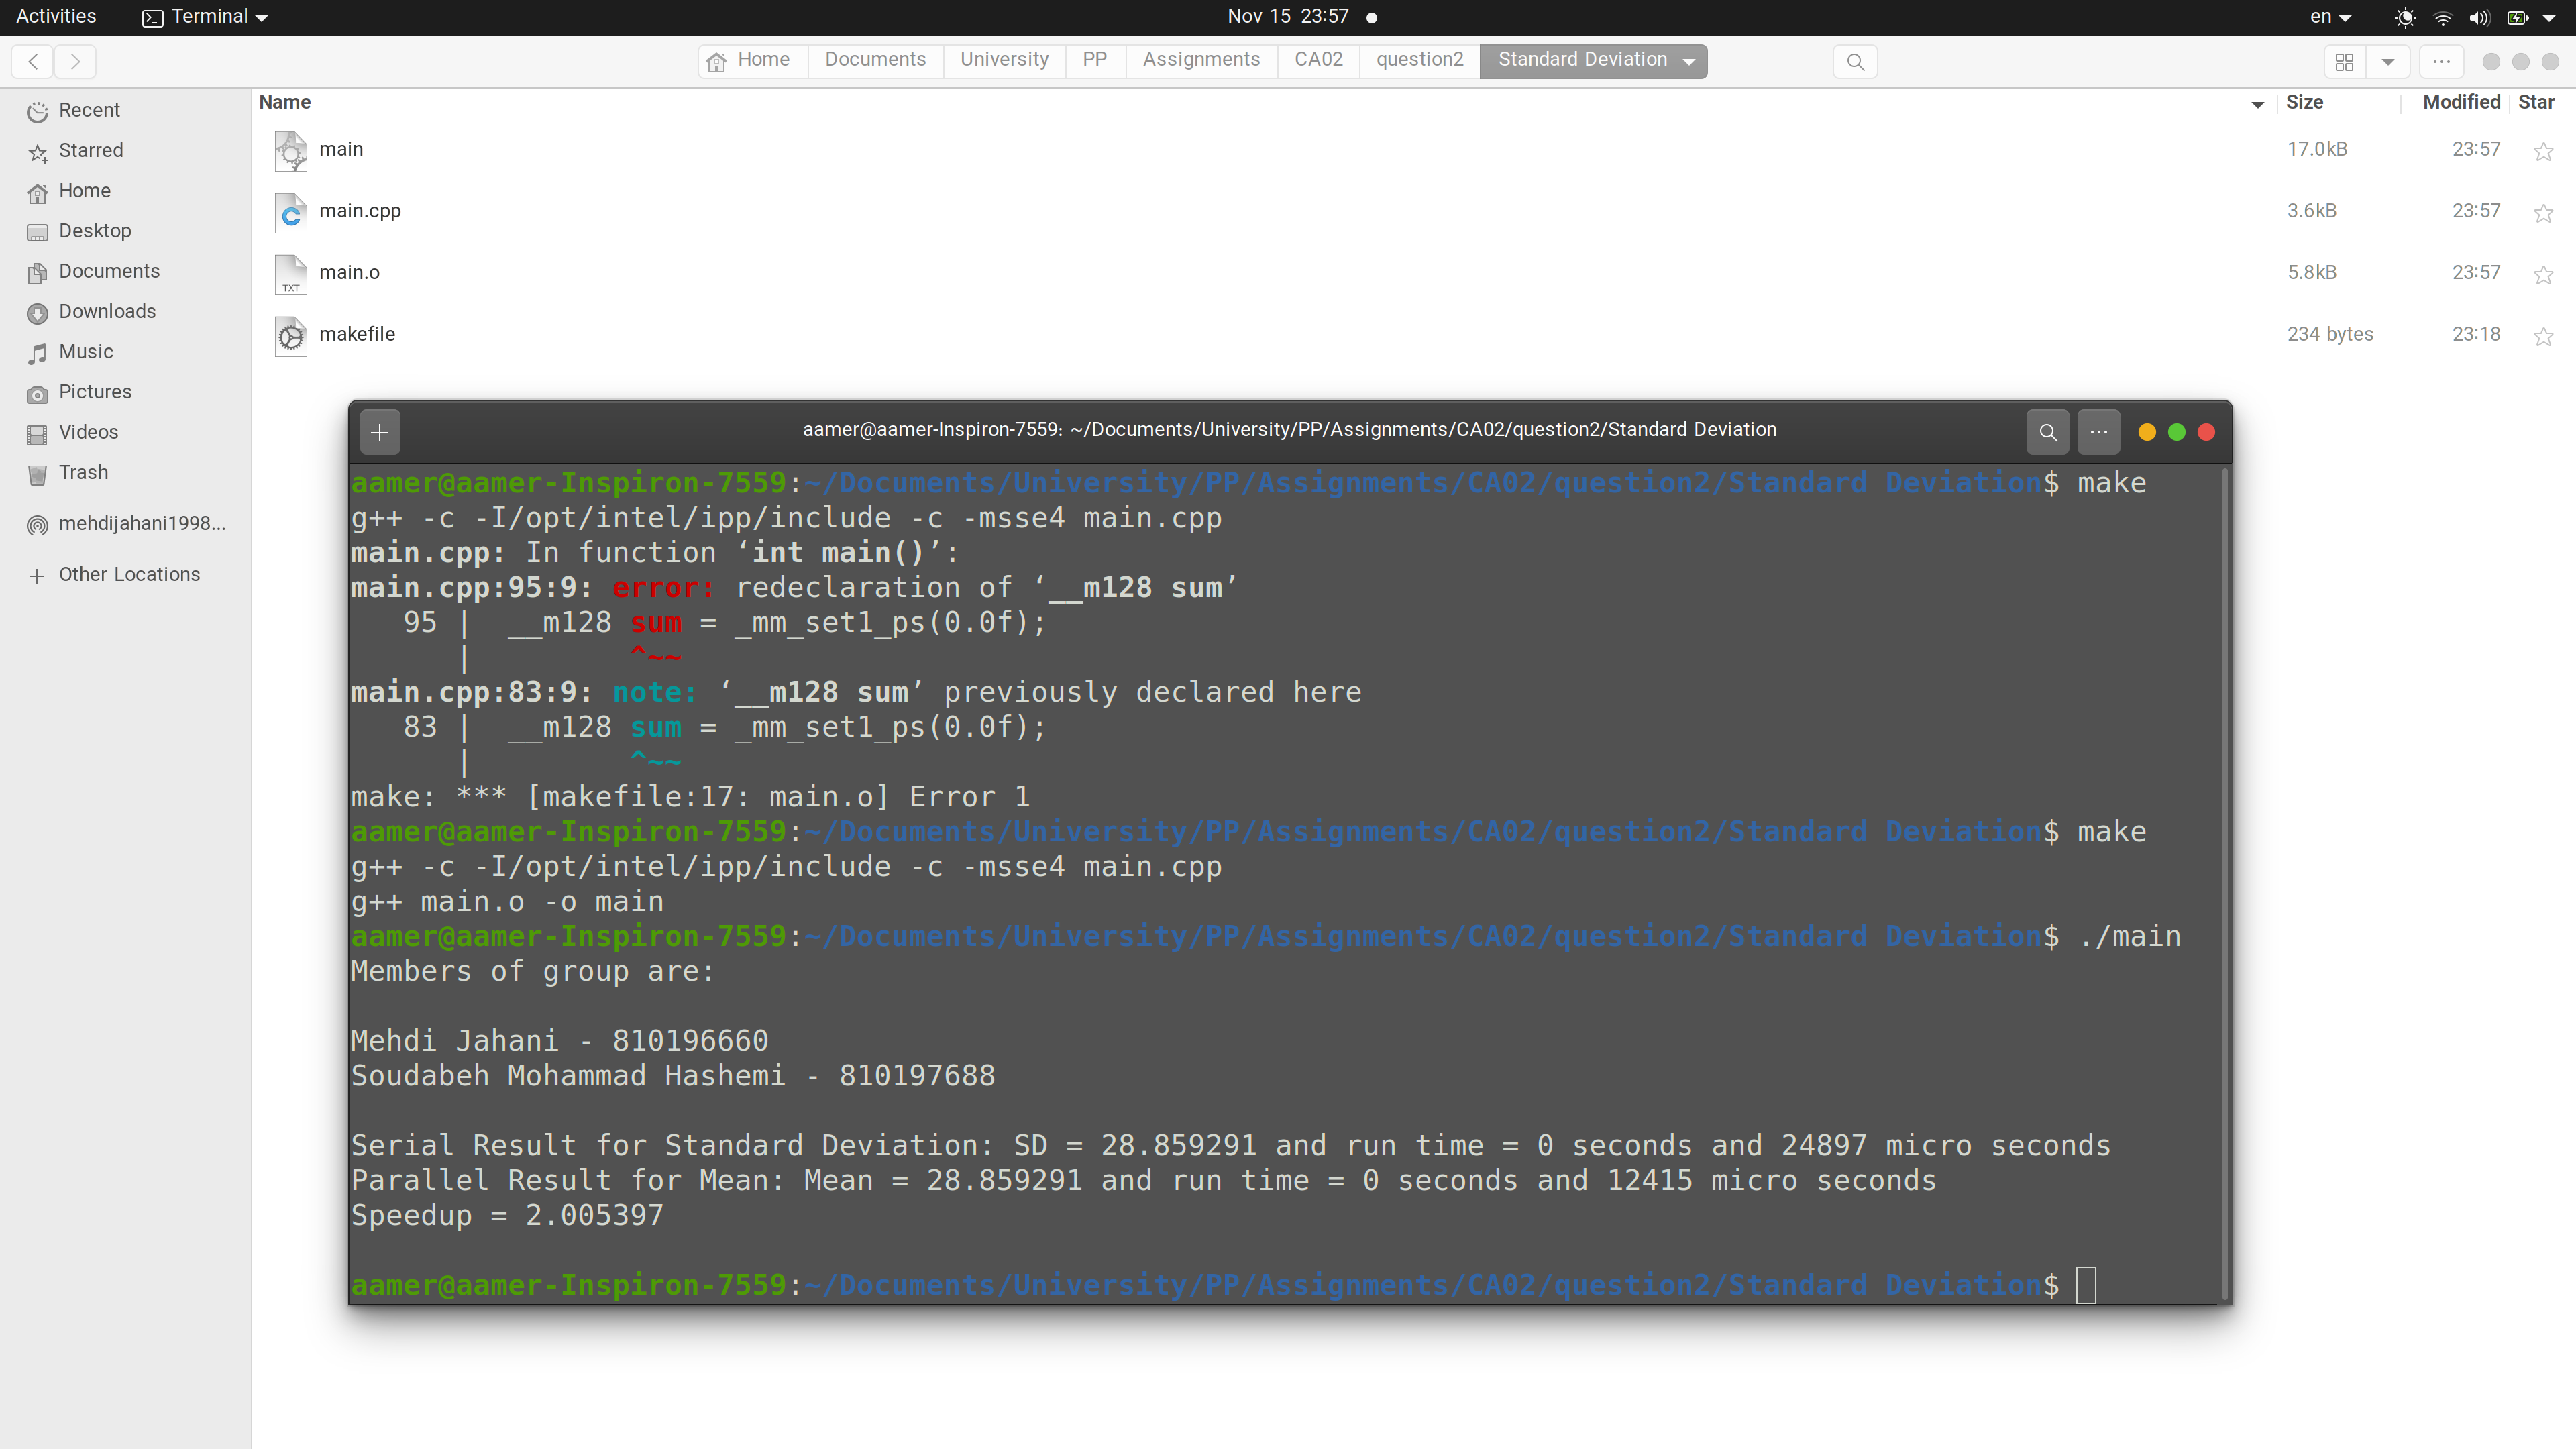 Activities Terminal Nov 15 23:57 en
Home Documents University PP Assignments CA02 question2 Standard Deviation
Name Size Modified Star
Recent
Starred
Home
Desktop
Documents
Downloads
Music
Pictures
Videos
Trash
mehdijahani1998...
Other Locations
main 17.0kB 23:57
main.cpp 3.6kB 23:57
TXT main.o 5.8kB 23:57
makefile 234 bytes 23:18
aamer@aamer-Inspiron-7559: ~/Documents/University/PP/Assignments/CA02/question2/Standard Deviation
aamer@aamer-Inspiron-7559:~/Documents/University/PP/Assignments/CA02/question2/Standard Deviation$ make
g++ -c -I/opt/intel/ipp/include -c -msse4 main.cpp
main.cpp: In function ‘int main()’:
main.cpp:95:9: error: redeclaration of ‘__m128 sum’
95 | __m128 sum = _mm_set1_ps(0.0f);
| ^~~
main.cpp:83:9: note: ‘__m128 sum’ previously declared here
83 | __m128 sum = _mm_set1_ps(0.0f);
| ^~~
make: *** [makefile:17: main.o] Error 1
aamer@aamer-Inspiron-7559:~/Documents/University/PP/Assignments/CA02/question2/Standard Deviation$ make
g++ -c -I/opt/intel/ipp/include -c -msse4 main.cpp
g++ main.o -o main
aamer@aamer-Inspiron-7559:~/Documents/University/PP/Assignments/CA02/question2/Standard Deviation$ ./main
Members of group are:
Mehdi Jahani - 810196660
Soudabeh Mohammad Hashemi - 810197688
Serial Result for Standard Deviation: SD = 28.859291 and run time = 0 seconds and 24897 micro seconds
Parallel Result for Mean: Mean = 28.859291 and run time = 0 seconds and 12415 micro seconds
Speedup = 2.005397
aamer@aamer-Inspiron-7559:~/Documents/University/PP/Assignments/CA02/question2/Standard Deviation$